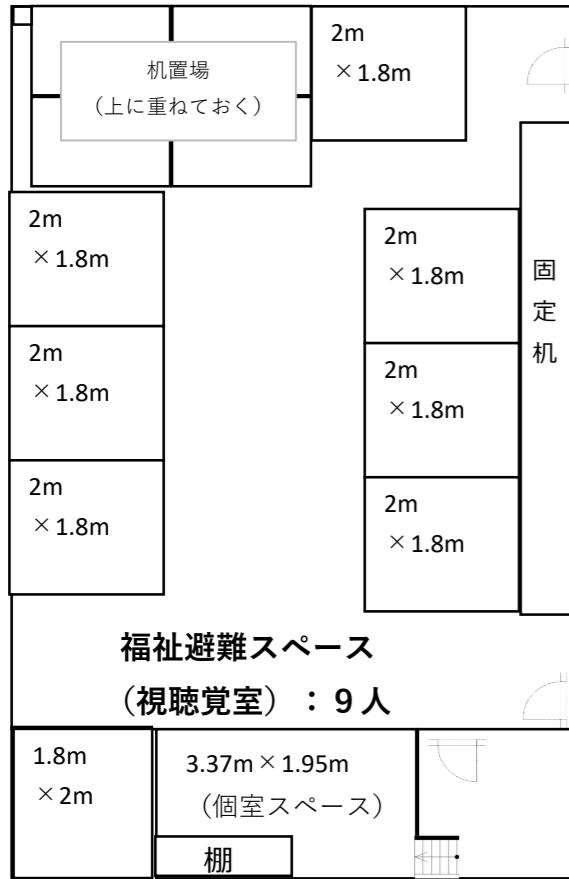 机置場
（上に重ねておく）
2m
×1.8m
2m
×1.8m
2m
×1.8m
2m
×1.8m
2m
×1.8m
2m
×1.8m
2m
×1.8m
固定机
福祉避難スペース
（視聴覚室）：９人
1.8m
×2m
3.37m×1.95m
（個室スペース）
棚